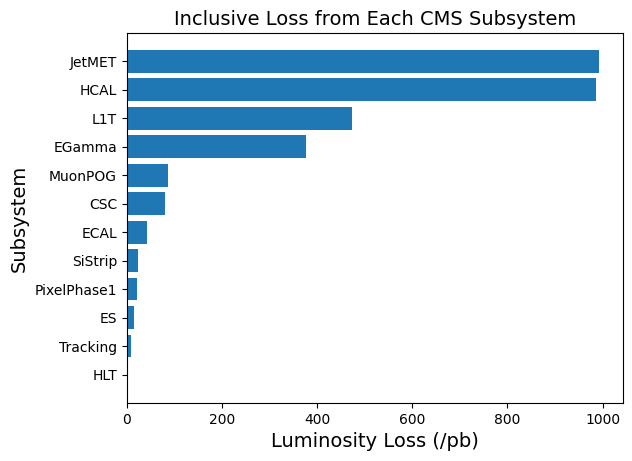 Inclusive Loss from Each CMS Subsystem
JetMET
HCAL
L1T
EGamma
MuonPOG
CSC
ECAL
SiStrip
PixelPhase1
ES
Tracking
HLT
Subsystem
0 200 400 600 800 1000
Luminosity Loss (/pb)